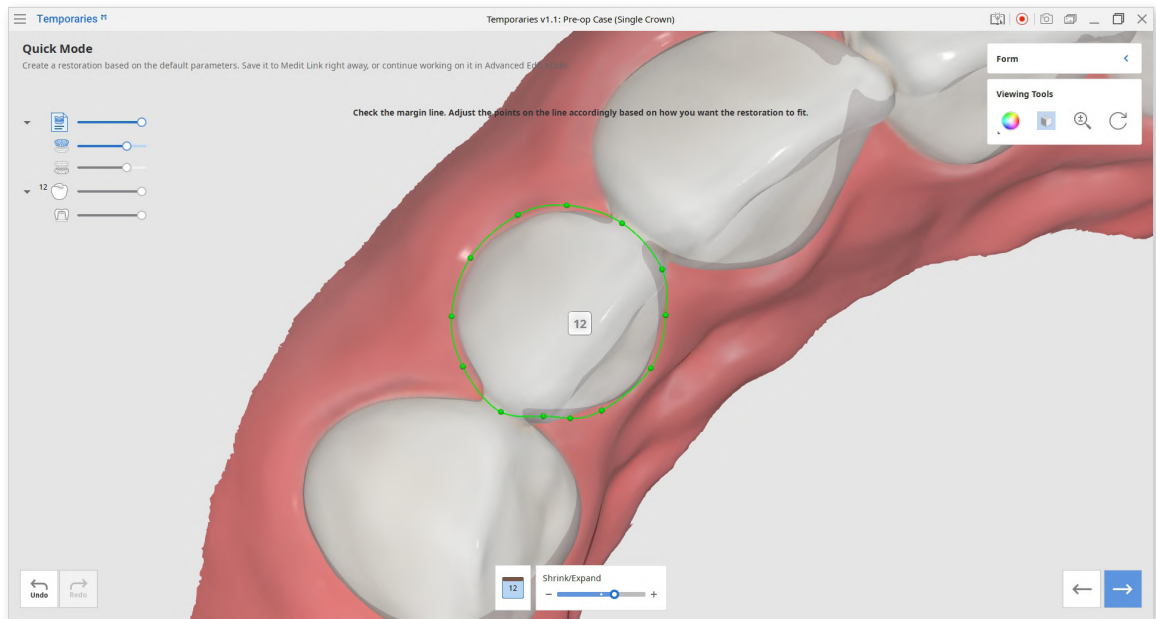 Temporaries
Temporaries v1.1: Pre-op Case (Single Crown)
Quick Mode
Create a restoration based on the default parameters. Save it to Medit Link right away, or continue working on it in Advanced
Check the margin line. Adjust the points on the line accordingly based on how you want the restoration to fit.
Form
Viewing Tools
12
12
Undo
Redo
12
Shrink/Expand
− +